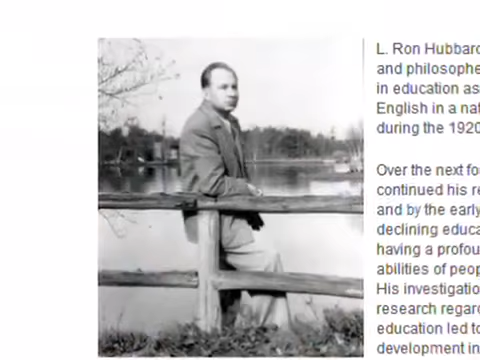 L. Ron Hubbard
and philosophe
in education as
English in a nat
during the 1920
Over the next fo
continued his re
and by the early
declining educa
having a profou
abilities of peop
His investigatio
research regard
education led to
development in